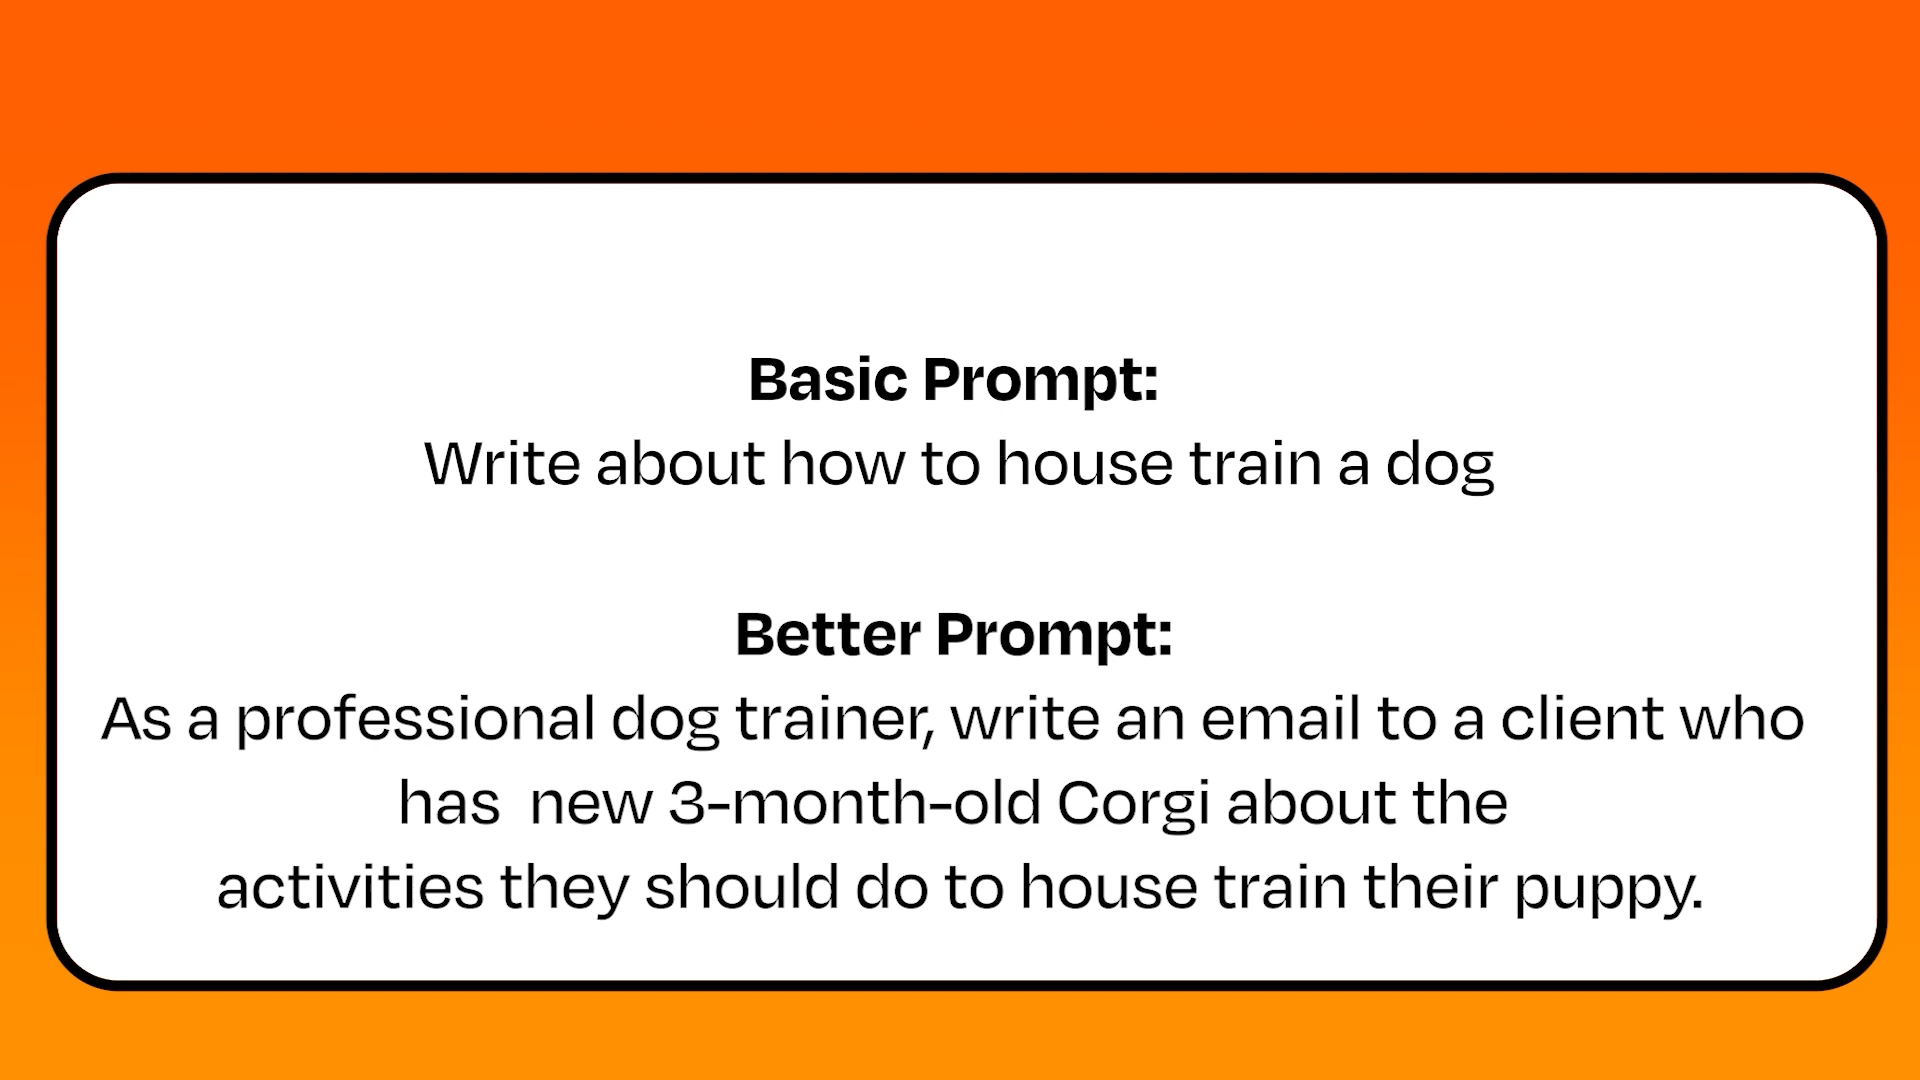 Basic Prompt:
Write about how to house train a dog
Better Prompt:
As a professional dog trainer, write an email to a client who
has  new 3-month-old Corgi about the
activities they should do to house train their puppy.